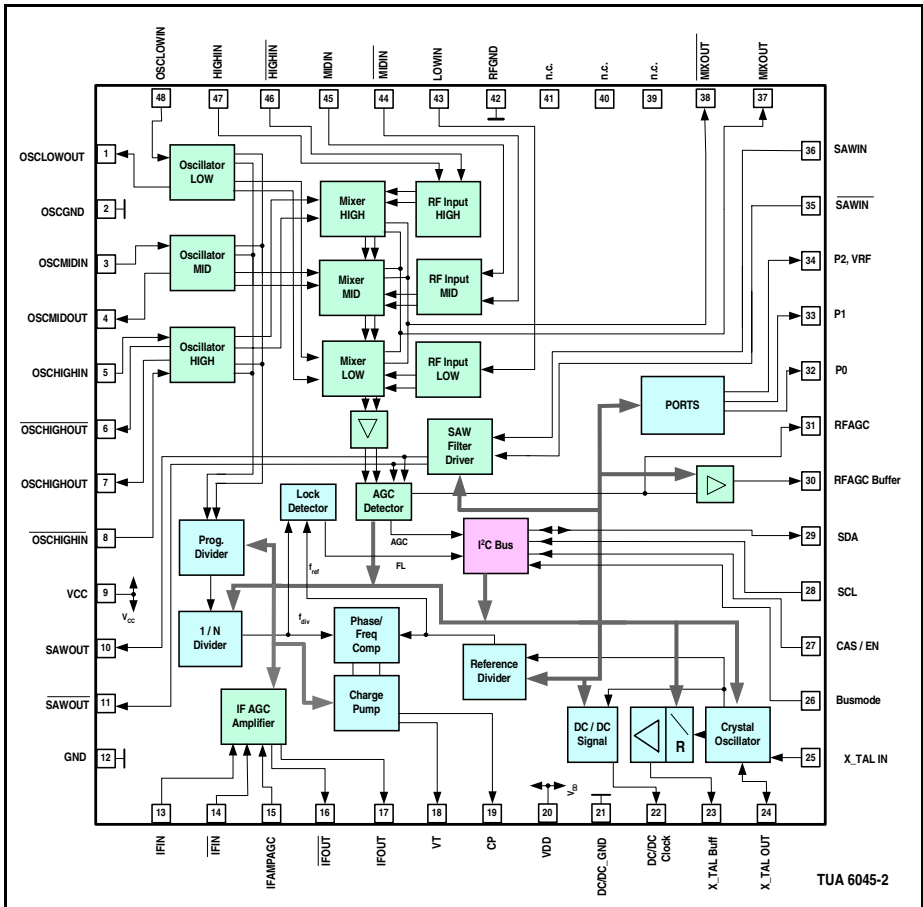 OSCLOWIN
HIGHIN
HIGHIN
MIDIN
MIDIN
LOWIN
RFGND
n.c.
n.c.
n.c.
MIXOUT
MIXOUT
48
47
46
45
44
43
42
41
40
39
38
37
OSCLOWOUT
1
OSCGND
2
OSCMIDIN
3
OSCMIDOUT
4
OSCHIGHIN
5
OSCHIGHOUT
6
OSCHIGHOUT
7
OSCHIGHIN
8
VCC
9
VCC
SAWOUT
10
SAWOUT
11
GND
12
Oscillator
LOW
Oscillator
MID
Oscillator
HIGH
Mixer
HIGH
RF Input
HIGH
Mixer
MID
RF Input
MID
Mixer
LOW
RF Input
LOW
SAW
Filter
Driver
PORTS
Lock
Detector
AGC
Detector
AGC
FL
I²C Bus
Prog.
Divider
fref
fdiv
1 / N
Divider
Phase/
Freq
Comp
Reference
Divider
IF AGC
Amplifier
Charge
Pump
DC / DC
Signal
/
R
Crystal
Oscillator
36
SAWIN
35
SAWIN
34
P2, VRF
33
P1
32
P0
31
RFAGC
30
RFAGC Buffer
29
SDA
28
SCL
27
CAS / EN
26
Busmode
25
X_TAL IN
VB
13
14
15
16
17
18
19
20
21
22
23
24
IFIN
IFIN
IFAMPAGC
IFOUT
IFOUT
VT
CP
VDD
DC/DC_GND
DC/DC
Clock
X_TAL Buff
X_TAL OUT
TUA 6045-2